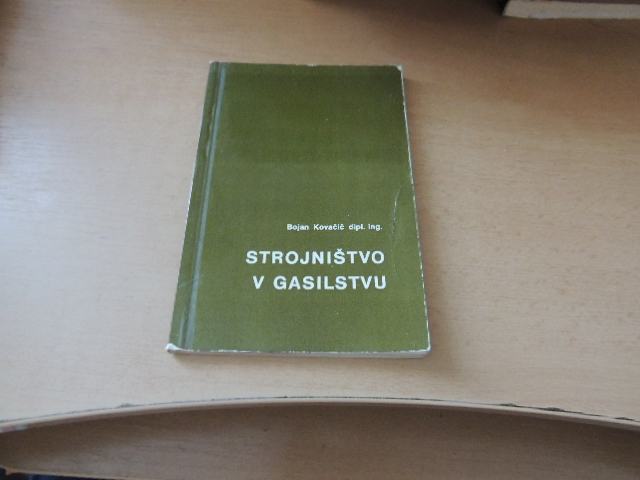 Bojan Kovačič dipl. ing.
STROJNIŠTVO
V GASILSTVU